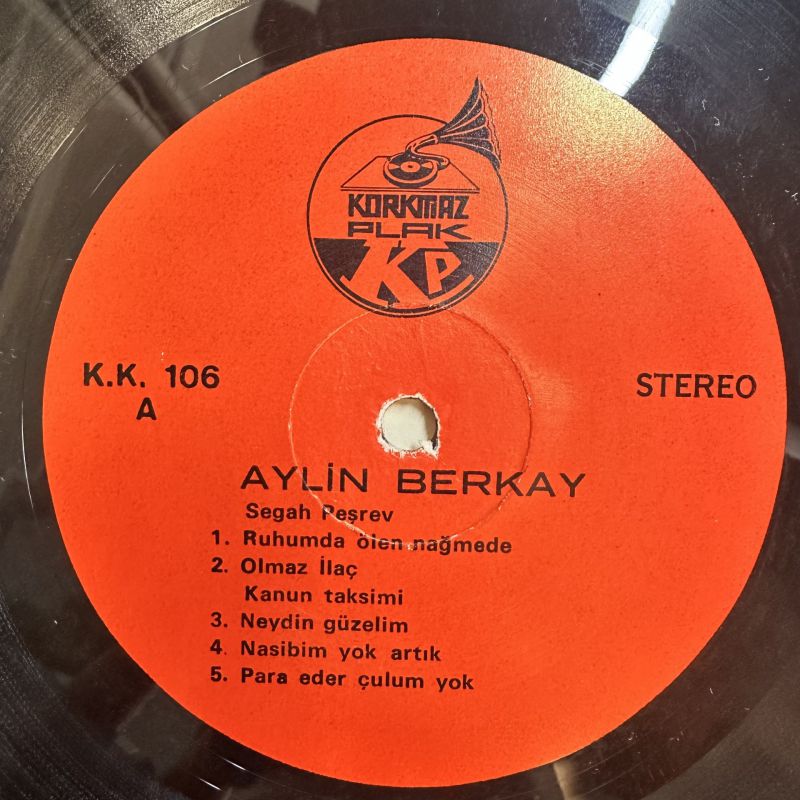 KORKMAZ
PLAK
KP
K.K. 106
A
STEREO
AYLİN BERKAY
Segah Peşrev
1. Ruhumda ölen nağmede
2. Olmaz İlaç
Kanun taksimi
3. Neydin güzelim
4. Nasibim yok artık
5. Para eder çulum yok